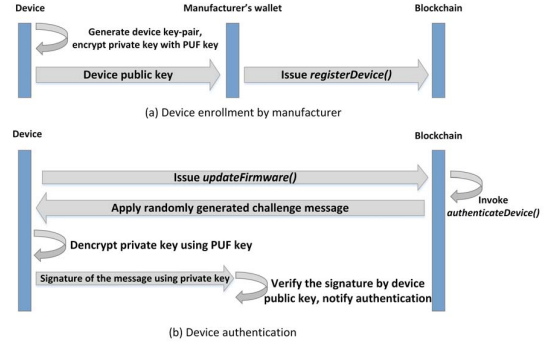 Device
Manufacturer's wallet
Blockchain
Generate device key-pair,
encrypt private key with PUF key
Device public key
Issue registerDevice()
(a) Device enrollment by manufacturer
Device
Blockchain
Issue updateFirmware()
Invoke
authenticateDevice()
Apply randomly generated challenge message
Dencrypt private key using PUF key
Signature of the message using private key
Verify the signature by device
public key, notify authentication
(b) Device authentication